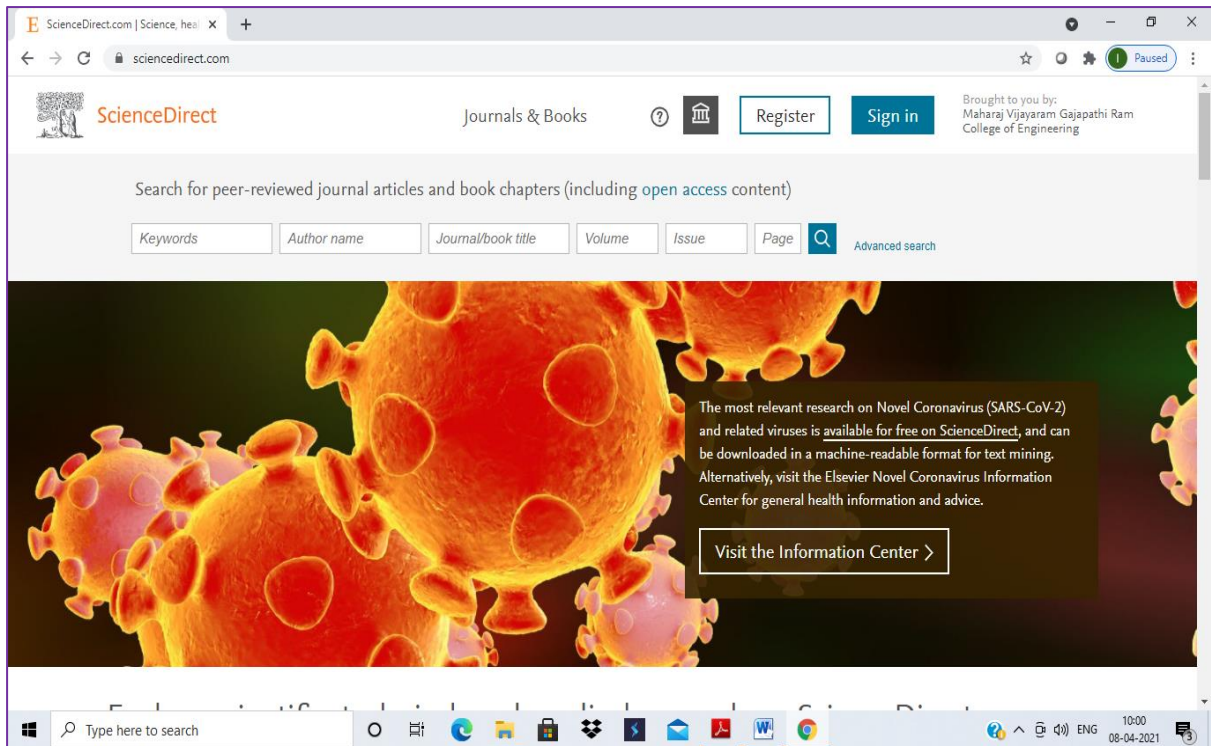 E ScienceDirect.com | Science, hea
sciencedirect.com
I Paused
ScienceDirect
Journals & Books
?
Register
Sign in
Brought to you by:
Maharaj Vijayaram Gajapathi Ram
College of Engineering
Search for peer-reviewed journal articles and book chapters (including open access content)
Keywords
Author name
Journal/book title
Volume
Issue
Page
Advanced search
The most relevant research on Novel Coronavirus (SARS-CoV-2)
and related viruses is available for free on ScienceDirect, and can
be downloaded in a machine-readable format for text mining.
Alternatively, visit the Elsevier Novel Coronavirus Information
Center for general health information and advice.
Visit the Information Center >
Type here to search
ENG
10:00
08-04-2021
3